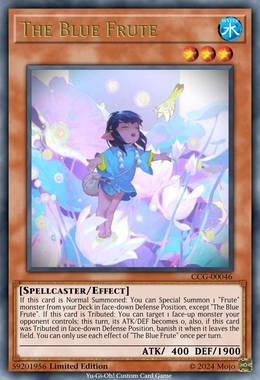 The Blue Frute
WATER
水
CCG-00046
[SPELLCASTER/EFFECT]
If this card is Normal Summoned: You can Special Summon 1 "Frute"
monster from your Deck in face-down Defense Position, except "The Blue
Frute". If this card is Tributed: You can target 1 face-up monster your
opponent controls; this turn, its ATK/DEF becomes 0, also, if this card
was Tributed in face-down Defense Position, banish it when it leaves the
field. You can only use each effect of "The Blue Frute" once per turn.
ATK/ 400 DEF/1900
59201956 Limited Edition
© 2024 Mojo
Yu-Gi-Oh! Custom Card Game